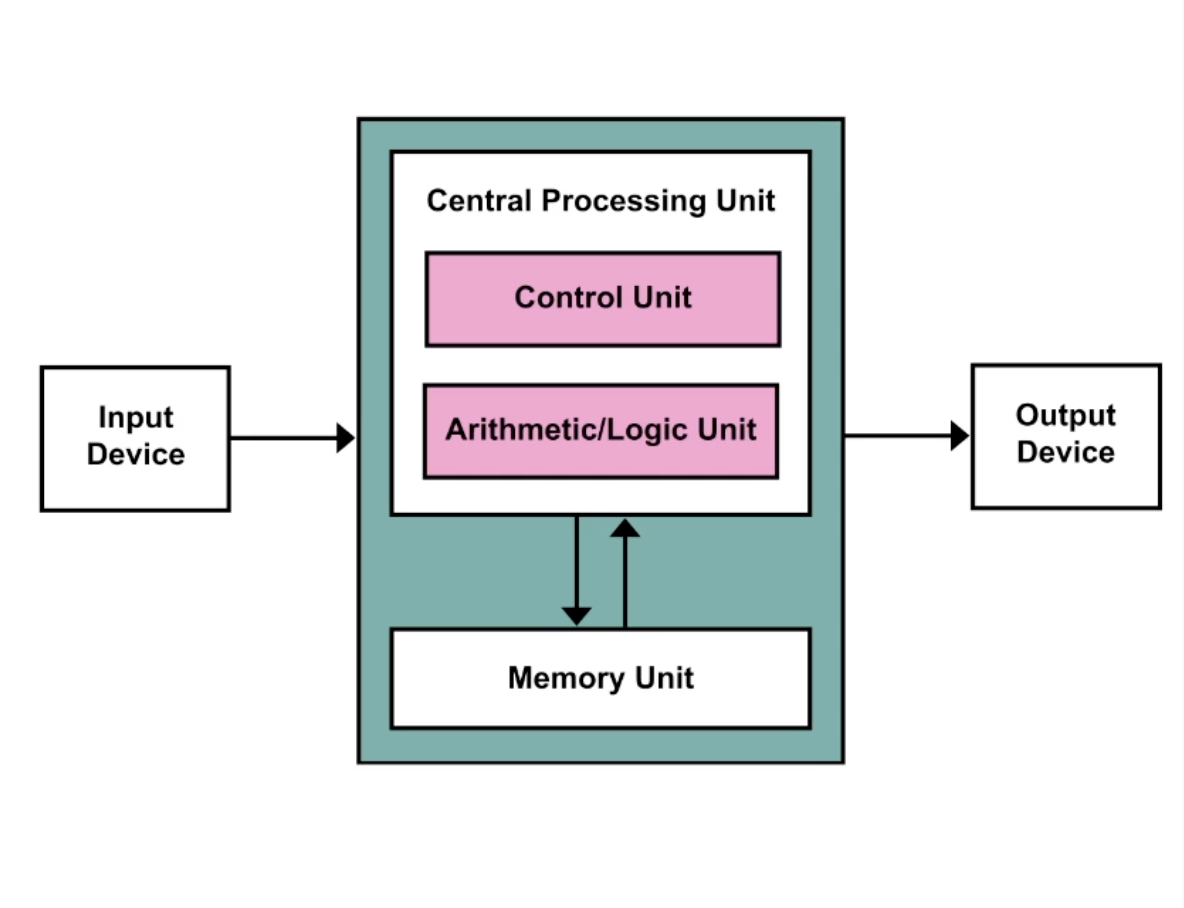 Central Processing Unit
Control Unit
Arithmetic/Logic Unit
Input
Device
Output
Device
Memory Unit